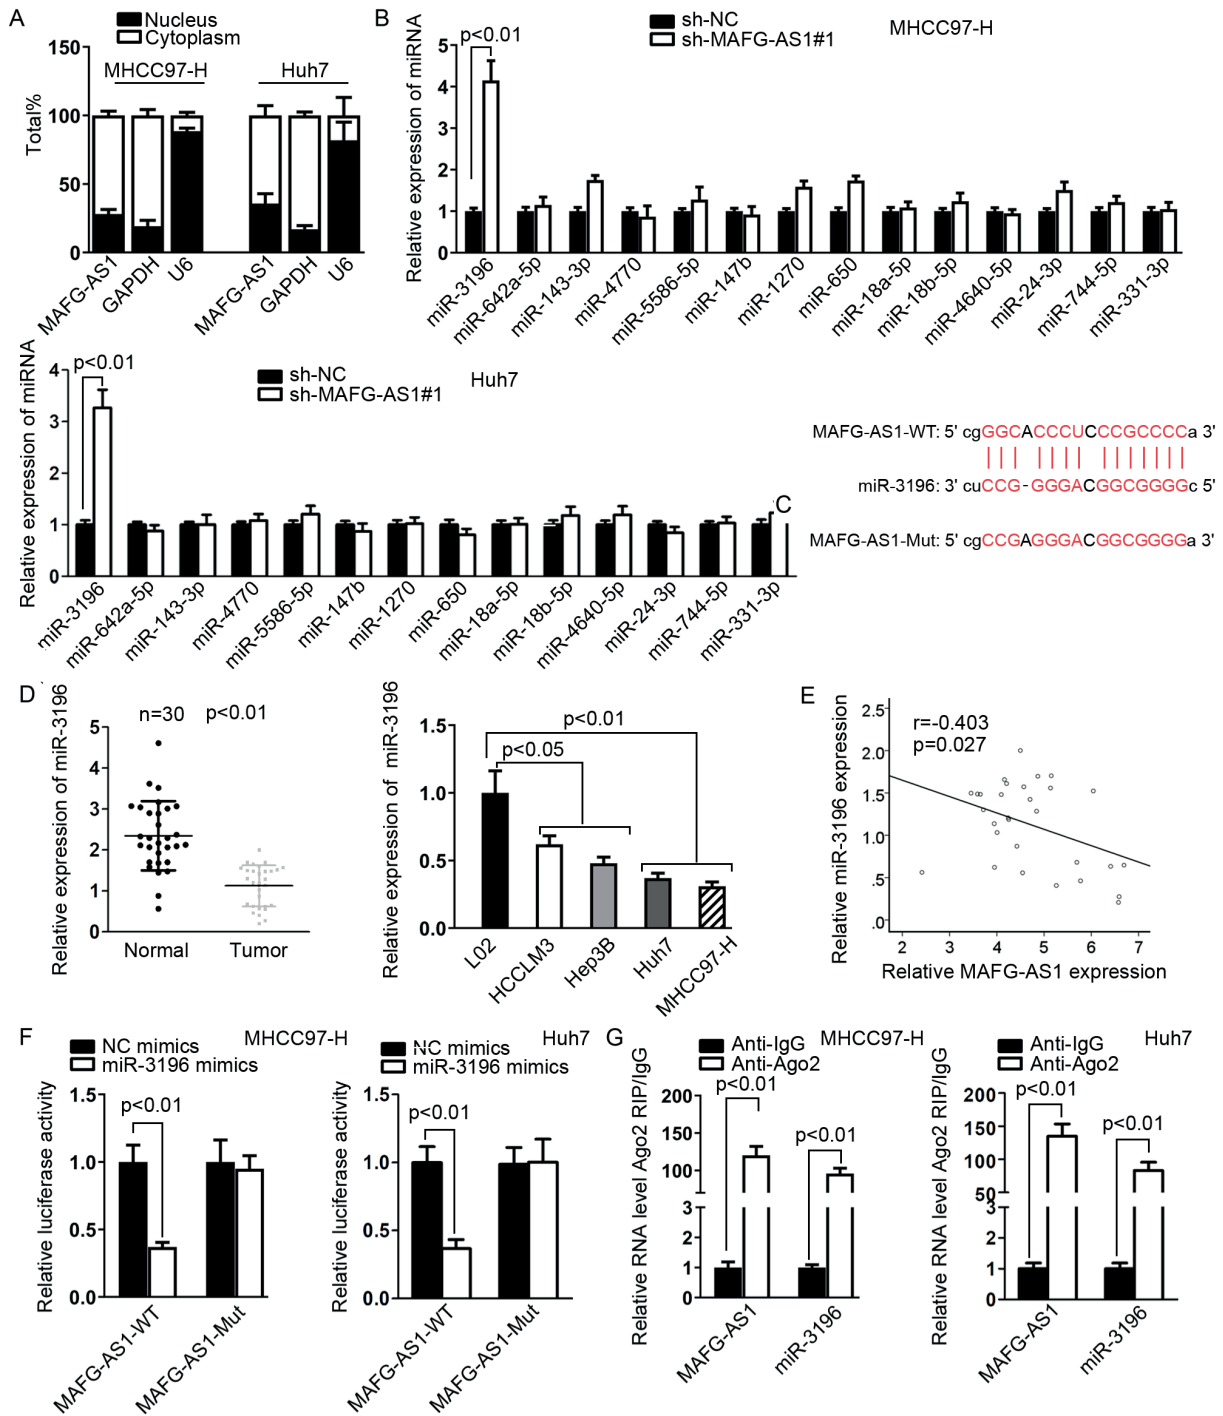 A
Nucleus
Cytoplasm
150
100
50
0
Total%
MHCC97-H
Huh7
MAFG-AS1
GAPDH
U6
MAFG-AS1
GAPDH
U6
B
sh-NC
sh-MAFG-AS1#1
MHCC97-H
p<0.01
Relative expression of miRNA
5
4
3
2
1
0
miR-3196
miR-642a-5p
miR-143-3p
miR-4770
miR-5586-5p
miR-147b
miR-1270
miR-650
miR-18a-5p
miR-18b-5p
miR-4640-5p
miR-24-3p
miR-744-5p
miR-331-3p
p<0.01
sh-NC
sh-MAFG-AS1#1
Huh7
Relative expression of miRNA
4
3
2
1
0
miR-3196
miR-642a-5p
miR-143-3p
miR-4770
miR-5586-5p
miR-147b
miR-1270
miR-650
miR-18a-5p
miR-18b-5p
miR-4640-5p
miR-24-3p
miR-744-5p
miR-331-3p
C
MAFG-AS1-WT: 5' cgGGCACCCUCCCGCCCCa 3'
miR-3196: 3' cuCCG-GGGACGGCGGGGc 5'
MAFG-AS1-Mut: 5' cgCCGAGGGACGGCGGGGa 3'
D
n=30 p<0.01
Relative expression of miR-3196
5
4
3
2
1
0
Normal
Tumor
Relative expression of miR-3196
1.5
1.0
0.5
0.0
p<0.01
p<0.05
L02
HCCLM3
Hep3B
Huh7
MHCC97-H
E
r=-0.403
p=0.027
Relative miR-3196 expression
2.5
2.0
1.5
1.0
.5
.0
2 3 4 5 6 7
Relative MAFG-AS1 expression
F
MHCC97-H
NC mimics
miR-3196 mimics
Relative luciferase activity
1.5
1.0
0.5
0.0
p<0.01
MAFG-AS1-WT
MAFG-AS1-Mut
Huh7
NC mimics
miR-3196 mimics
Relative luciferase activity
1.5
1.0
0.5
0.0
p<0.01
MAFG-AS1-WT
MAFG-AS1-Mut
G
MHCC97-H
Anti-IgG
Anti-Ago2
Relative RNA level Ago2 RIP/IgG
200
150
100
3
2
1
0
p<0.01
p<0.01
MAFG-AS1
miR-3196
Huh7
Anti-IgG
Anti-Ago2
Relative RNA level Ago2 RIP/IgG
200
150
100
50
3
2
1
0
p<0.01
p<0.01
MAFG-AS1
miR-3196